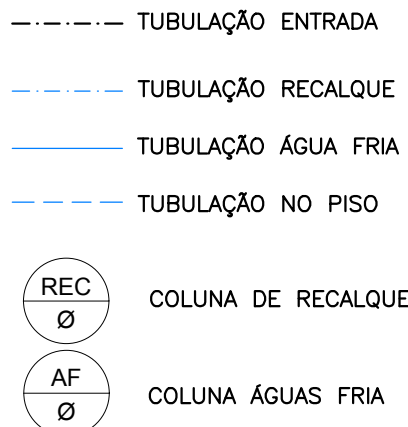 TUBULAÇÃO ENTRADA
TUBULAÇÃO RECALQUE
TUBULAÇÃO ÁGUA FRIA
TUBULAÇÃO NO PISO
REC
Ø
COLUNA DE RECALQUE
AF
Ø
COLUNA ÁGUAS FRIA